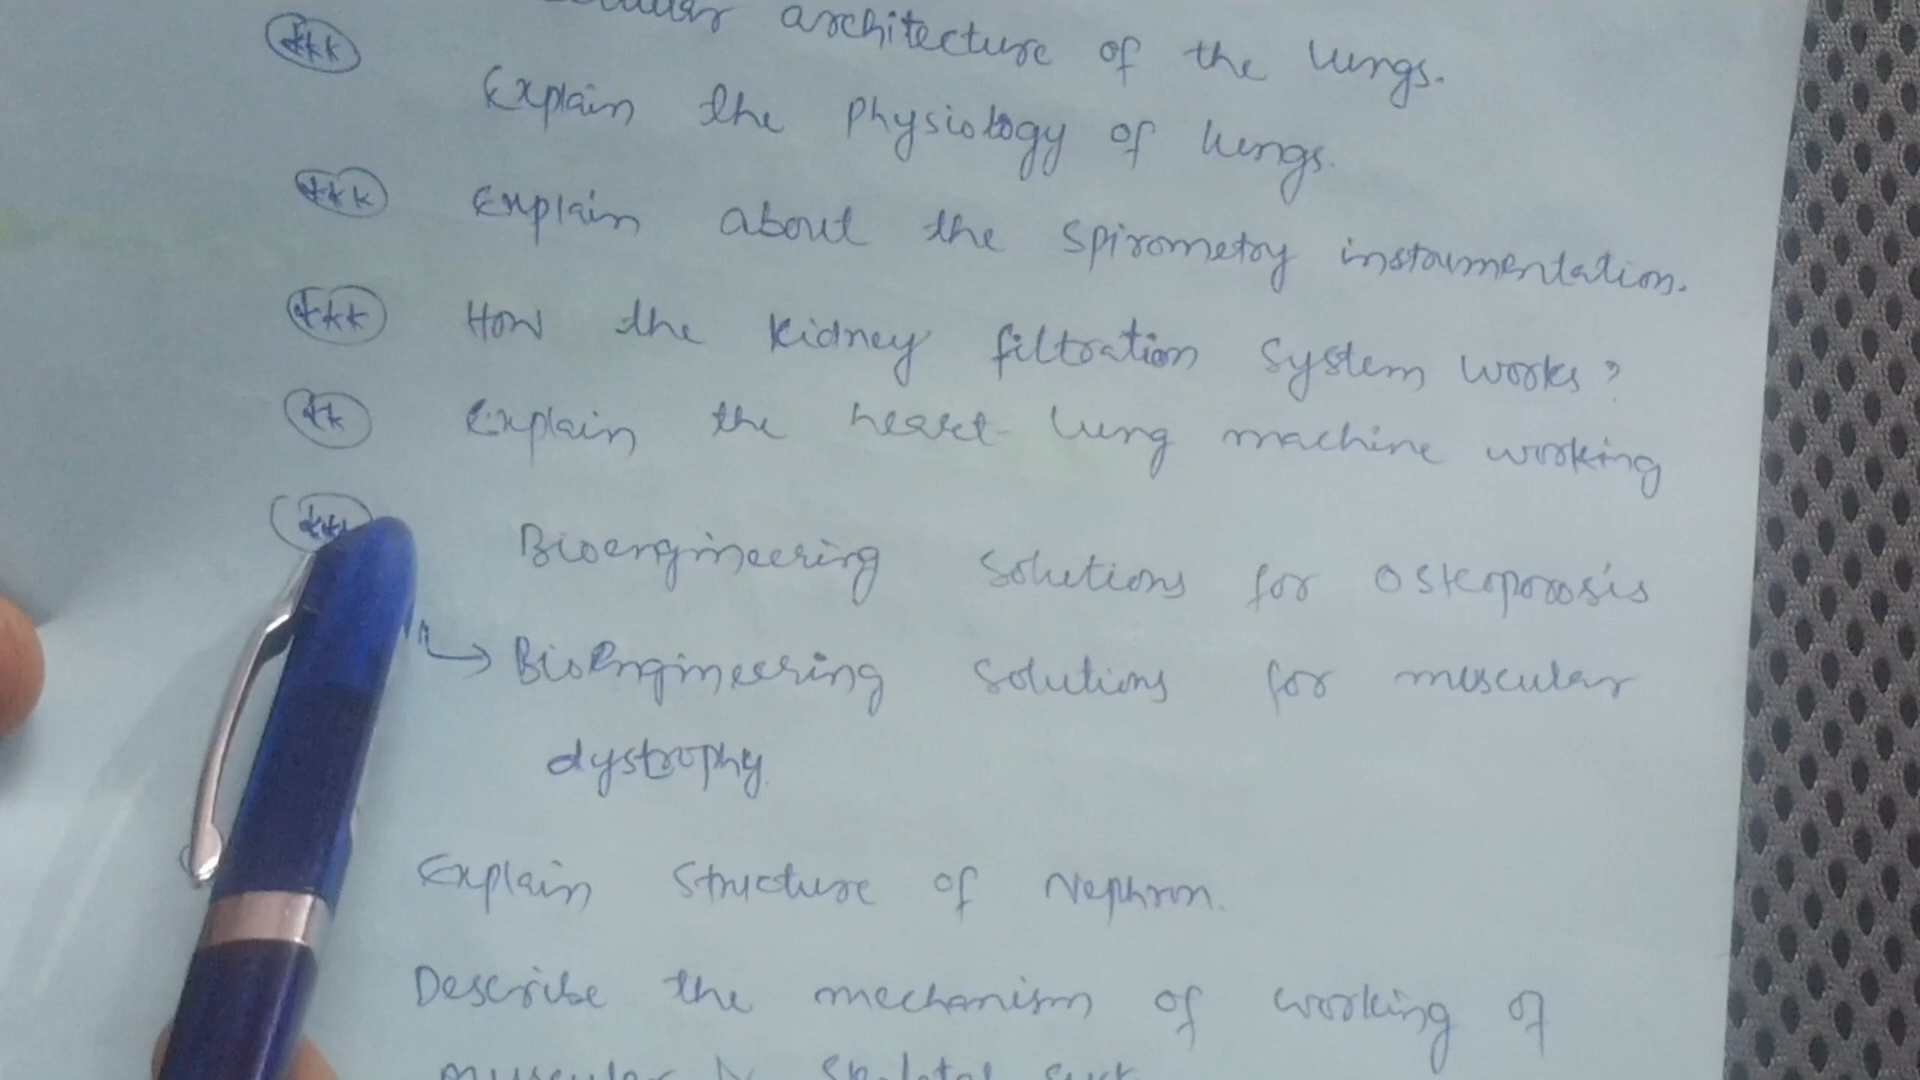 *** architecture of the lungs.
Explain the physiology of lungs.
*** Explain about the spirometry instrumentation.
*** How the kidney filtration system works?
** Explain the heart-lung machine working
*** Bioengineering solutions for osteoporosis
→ BioEngineering solutions for muscular
dystrophy.
Explain structure of Nephron.
Describe the mechanism of working of
muscular & skeletal